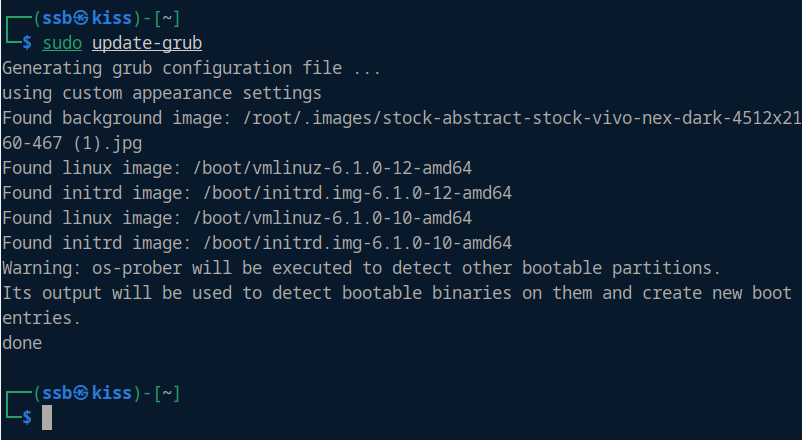 ┌──(ssb㉿kiss)-[~]
└─$ sudo update-grub
Generating grub configuration file ...
using custom appearance settings
Found background image: /root/.images/stock-abstract-stock-vivo-nex-dark-4512x21
60-467 (1).jpg
Found linux image: /boot/vmlinuz-6.1.0-12-amd64
Found initrd image: /boot/initrd.img-6.1.0-12-amd64
Found linux image: /boot/vmlinuz-6.1.0-10-amd64
Found initrd image: /boot/initrd.img-6.1.0-10-amd64
Warning: os-prober will be executed to detect other bootable partitions.
Its output will be used to detect bootable binaries on them and create new boot
entries.
done
┌──(ssb㉿kiss)-[~]
└─$